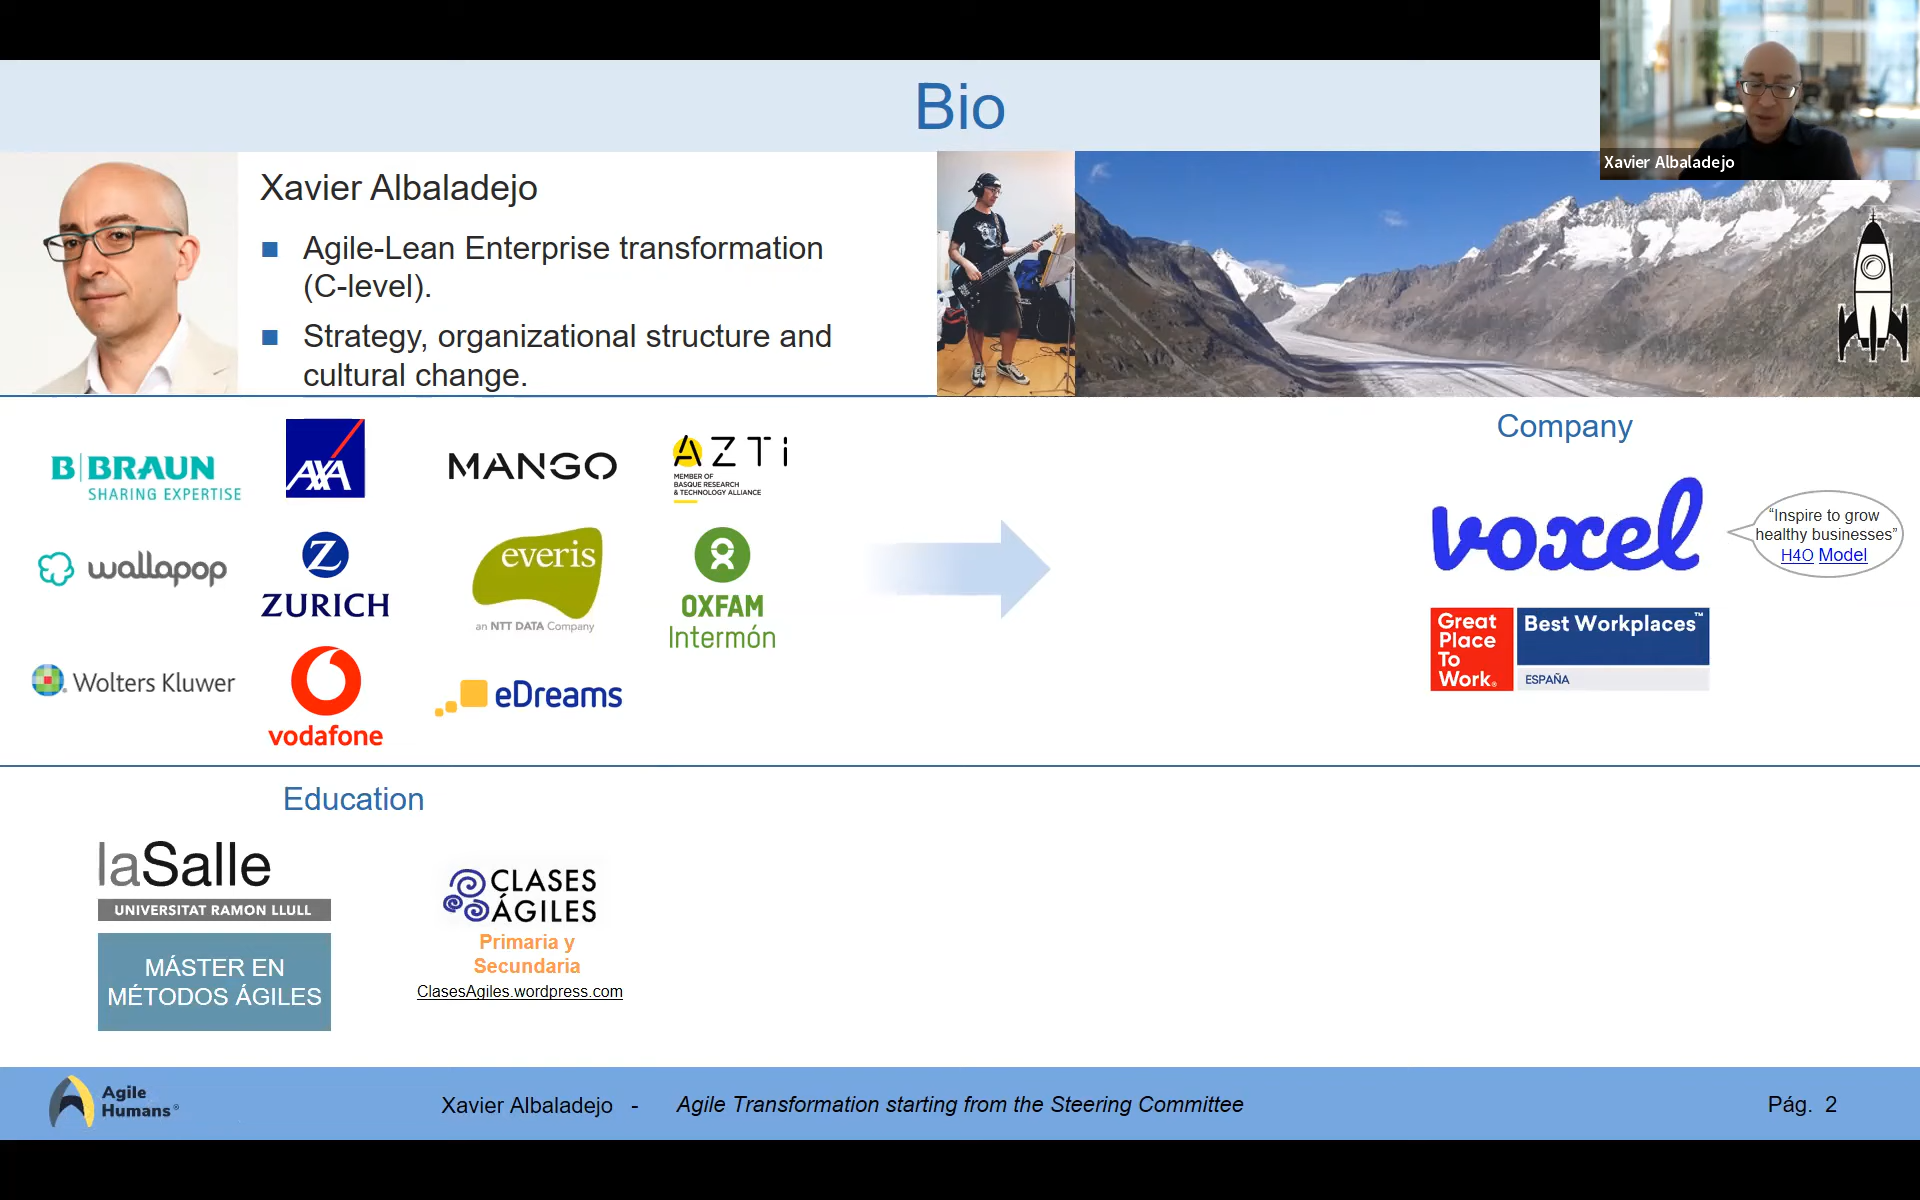 Bio
Xavier Albaladejo
Xavier Albaladejo
Agile-Lean Enterprise transformation
(C-level).
Strategy, organizational structure and
cultural change.
B|BRAUN
SHARING EXPERTISE
AXA
MANGO
AZTi
MEMBER OF
BASQUE RESEARCH
& TECHNOLOGY ALLIANCE
wallapop
Z
ZURICH
everis
an NTT DATA Company
OXFAM
Intermón
Wolters Kluwer
vodafone
eDreams
Company
voxel
“Inspire to grow
healthy businesses”
H4O Model
Great
Place
To
Work®
Best Workplaces™
ESPAÑA
Education
laSalle
UNIVERSITAT RAMON LLULL
MÁSTER EN
MÉTODOS ÁGILES
CLASES
ÁGILES
Primaria y
Secundaria
ClasesAgiles.wordpress.com
Agile
Humans®
Xavier Albaladejo - Agile Transformation starting from the Steering Committee
Pág. 2